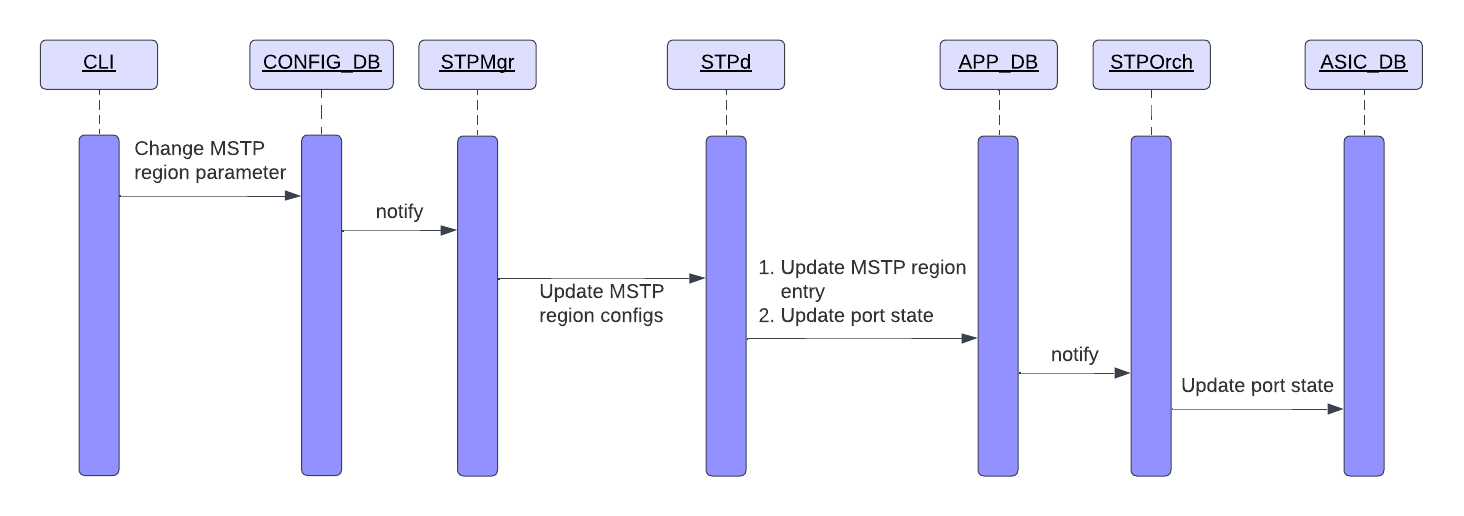 CLI
CONFIG_DB
STPMgr
STPd
APP_DB
STPOrch
ASIC_DB
Change MSTP
region parameter
notify
Update MSTP
region configs
1. Update MSTP region
entry
2. Update port state
notify
Update port state